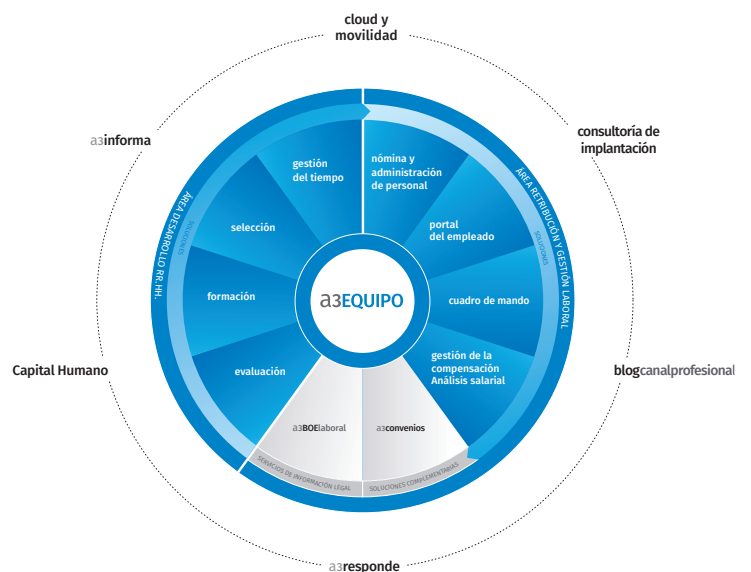 cloud y
movilidad
a3informa
consultoría de
implantación
gestión
del tiempo
nómina y
administración
de personal
ÁREA DESARROLLO RR.HH.
SOLUCIONES
ÁREA RETRIBUCIÓN Y GESTIÓN LABORAL
SOLUCIONES
selección
portal
del empleado
formación
a3EQUIPO
cuadro de mando
evaluación
gestión de la
compensación
Análisis salarial
Capital Humano
blogcanalprofesional
a3BOElaboral
a3convenios
SERVICIOS DE INFORMACIÓN LEGAL
SOLUCIONES COMPLEMENTARIAS
a3responde